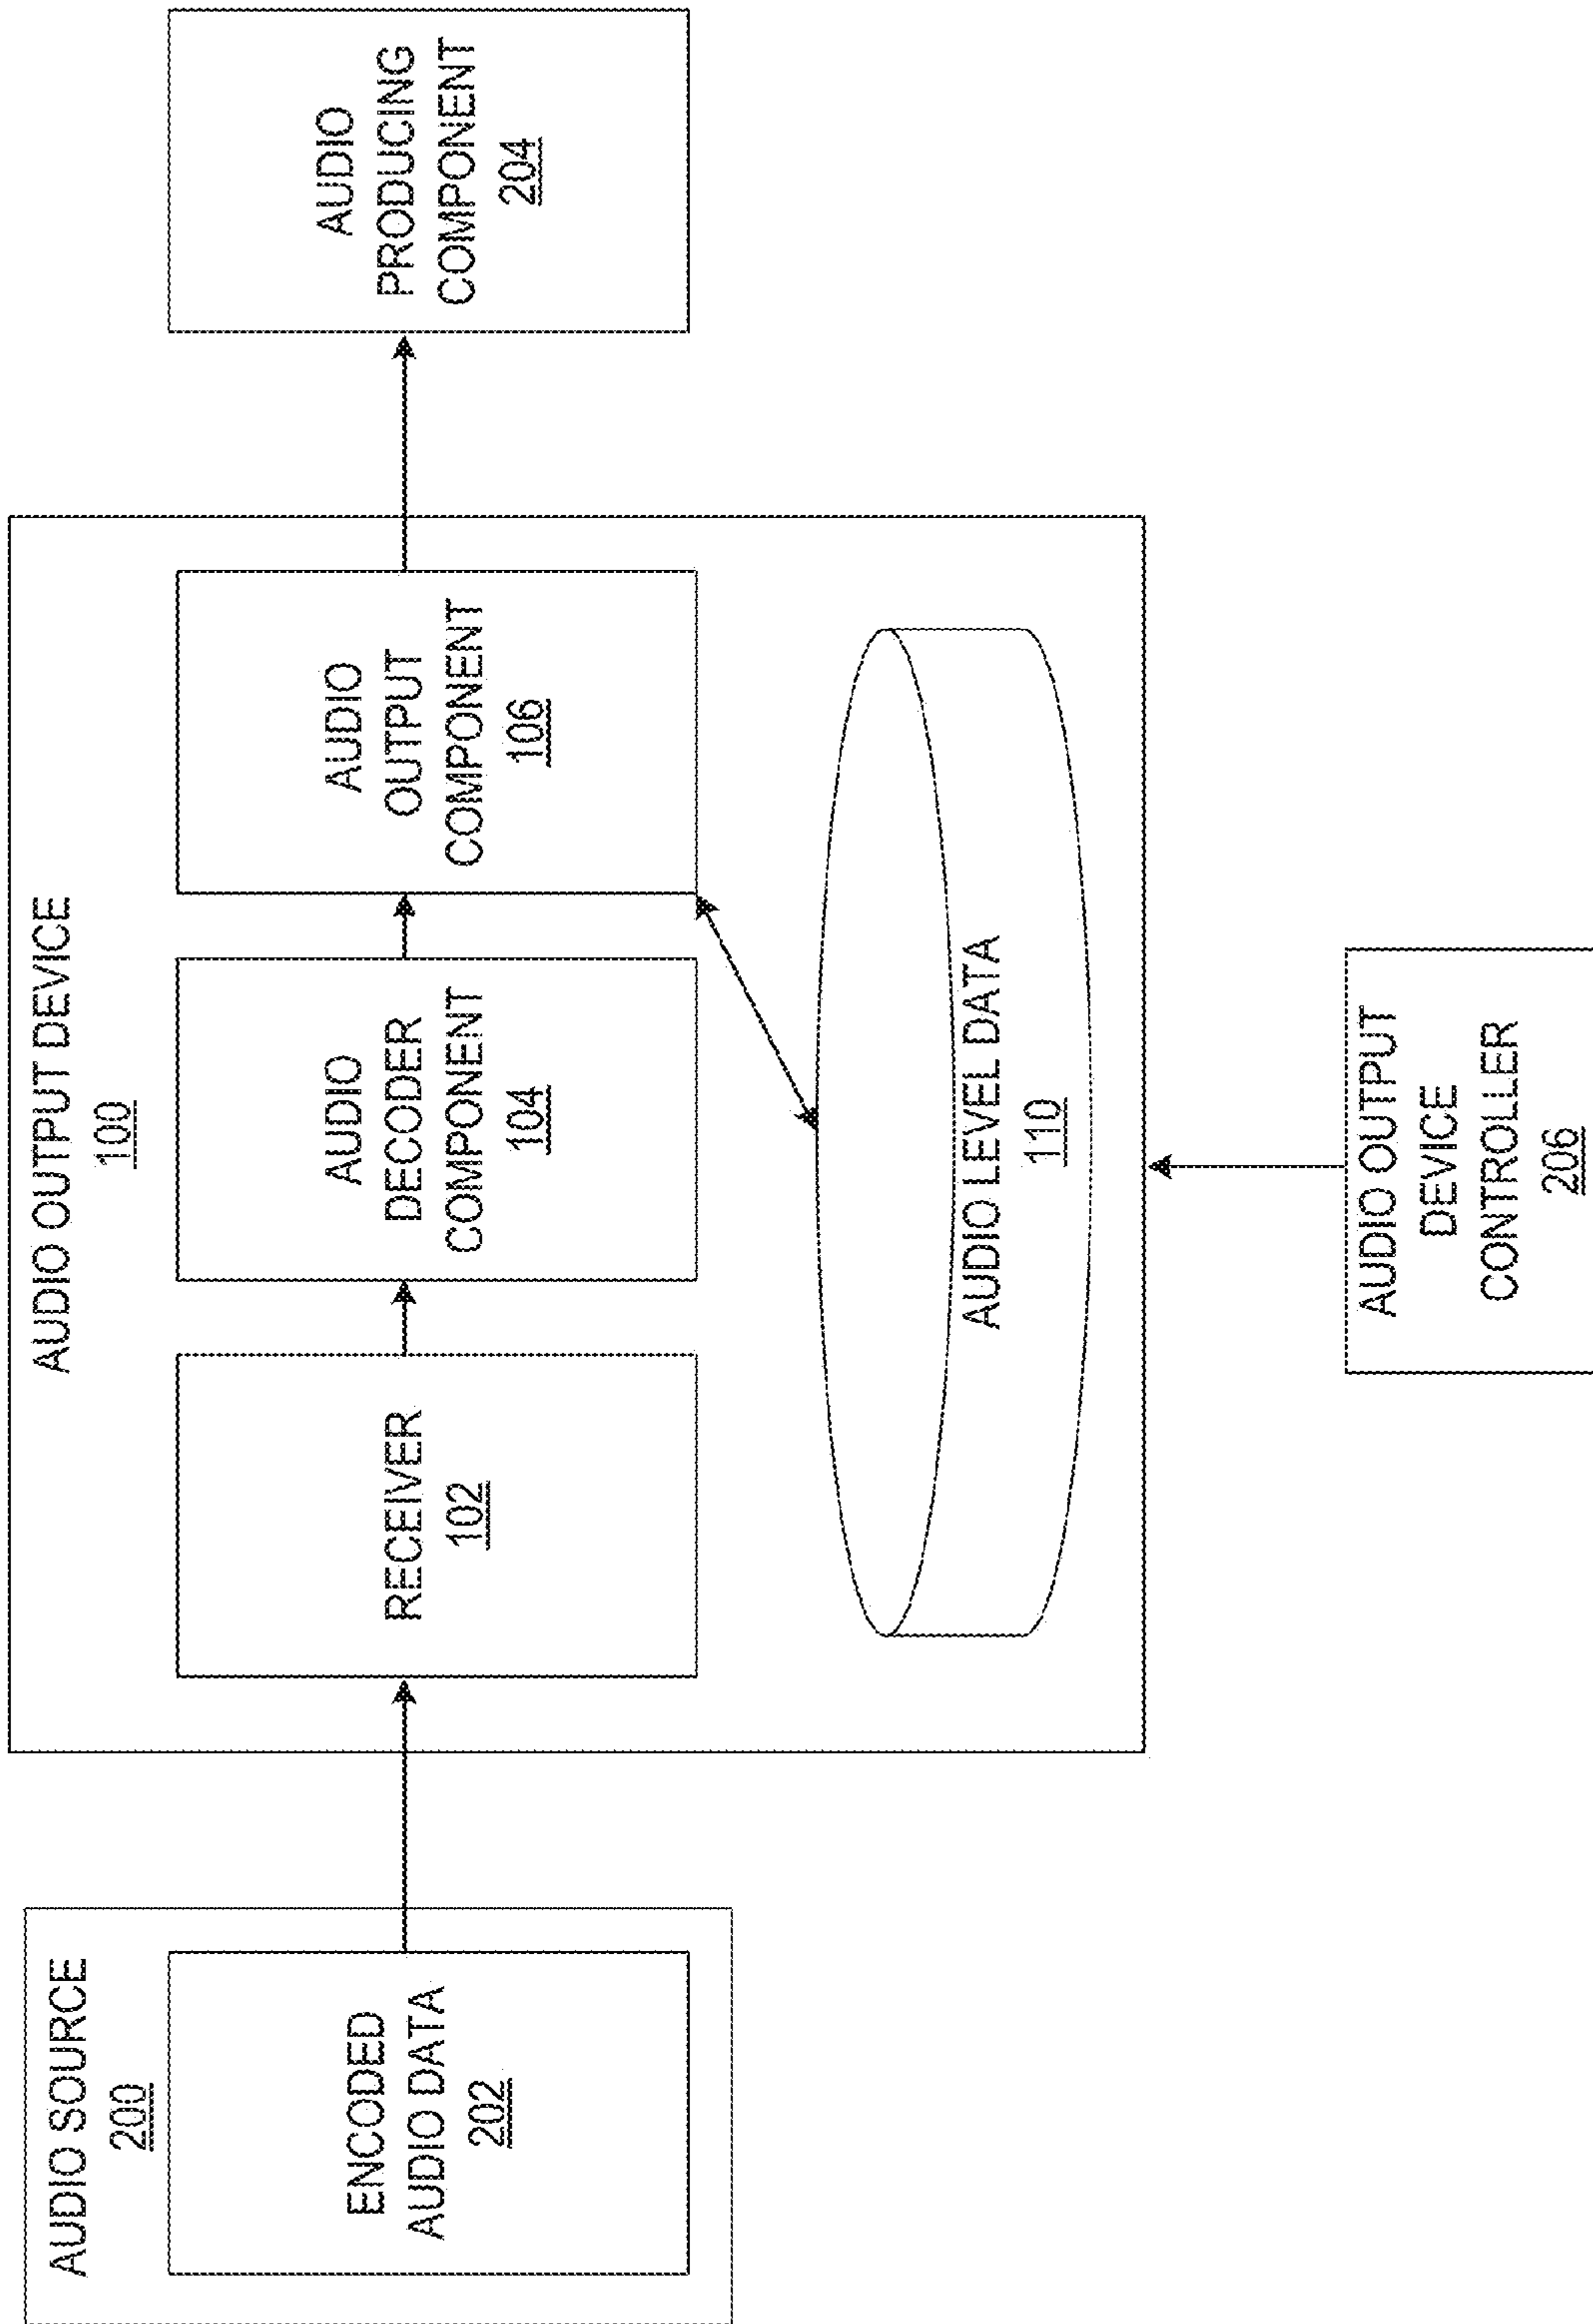 AUDIO SOURCE
200
ENCODED
AUDIO DATA
202
AUDIO OUTPUT DEVICE
100
RECEIVER
102
AUDIO
DECODER
COMPONENT
104
AUDIO
OUTPUT
COMPONENT
106
AUDIO LEVEL DATA
110
AUDIO
PRODUCING
COMPONENT
204
AUDIO OUTPUT
DEVICE
CONTROLLER
206